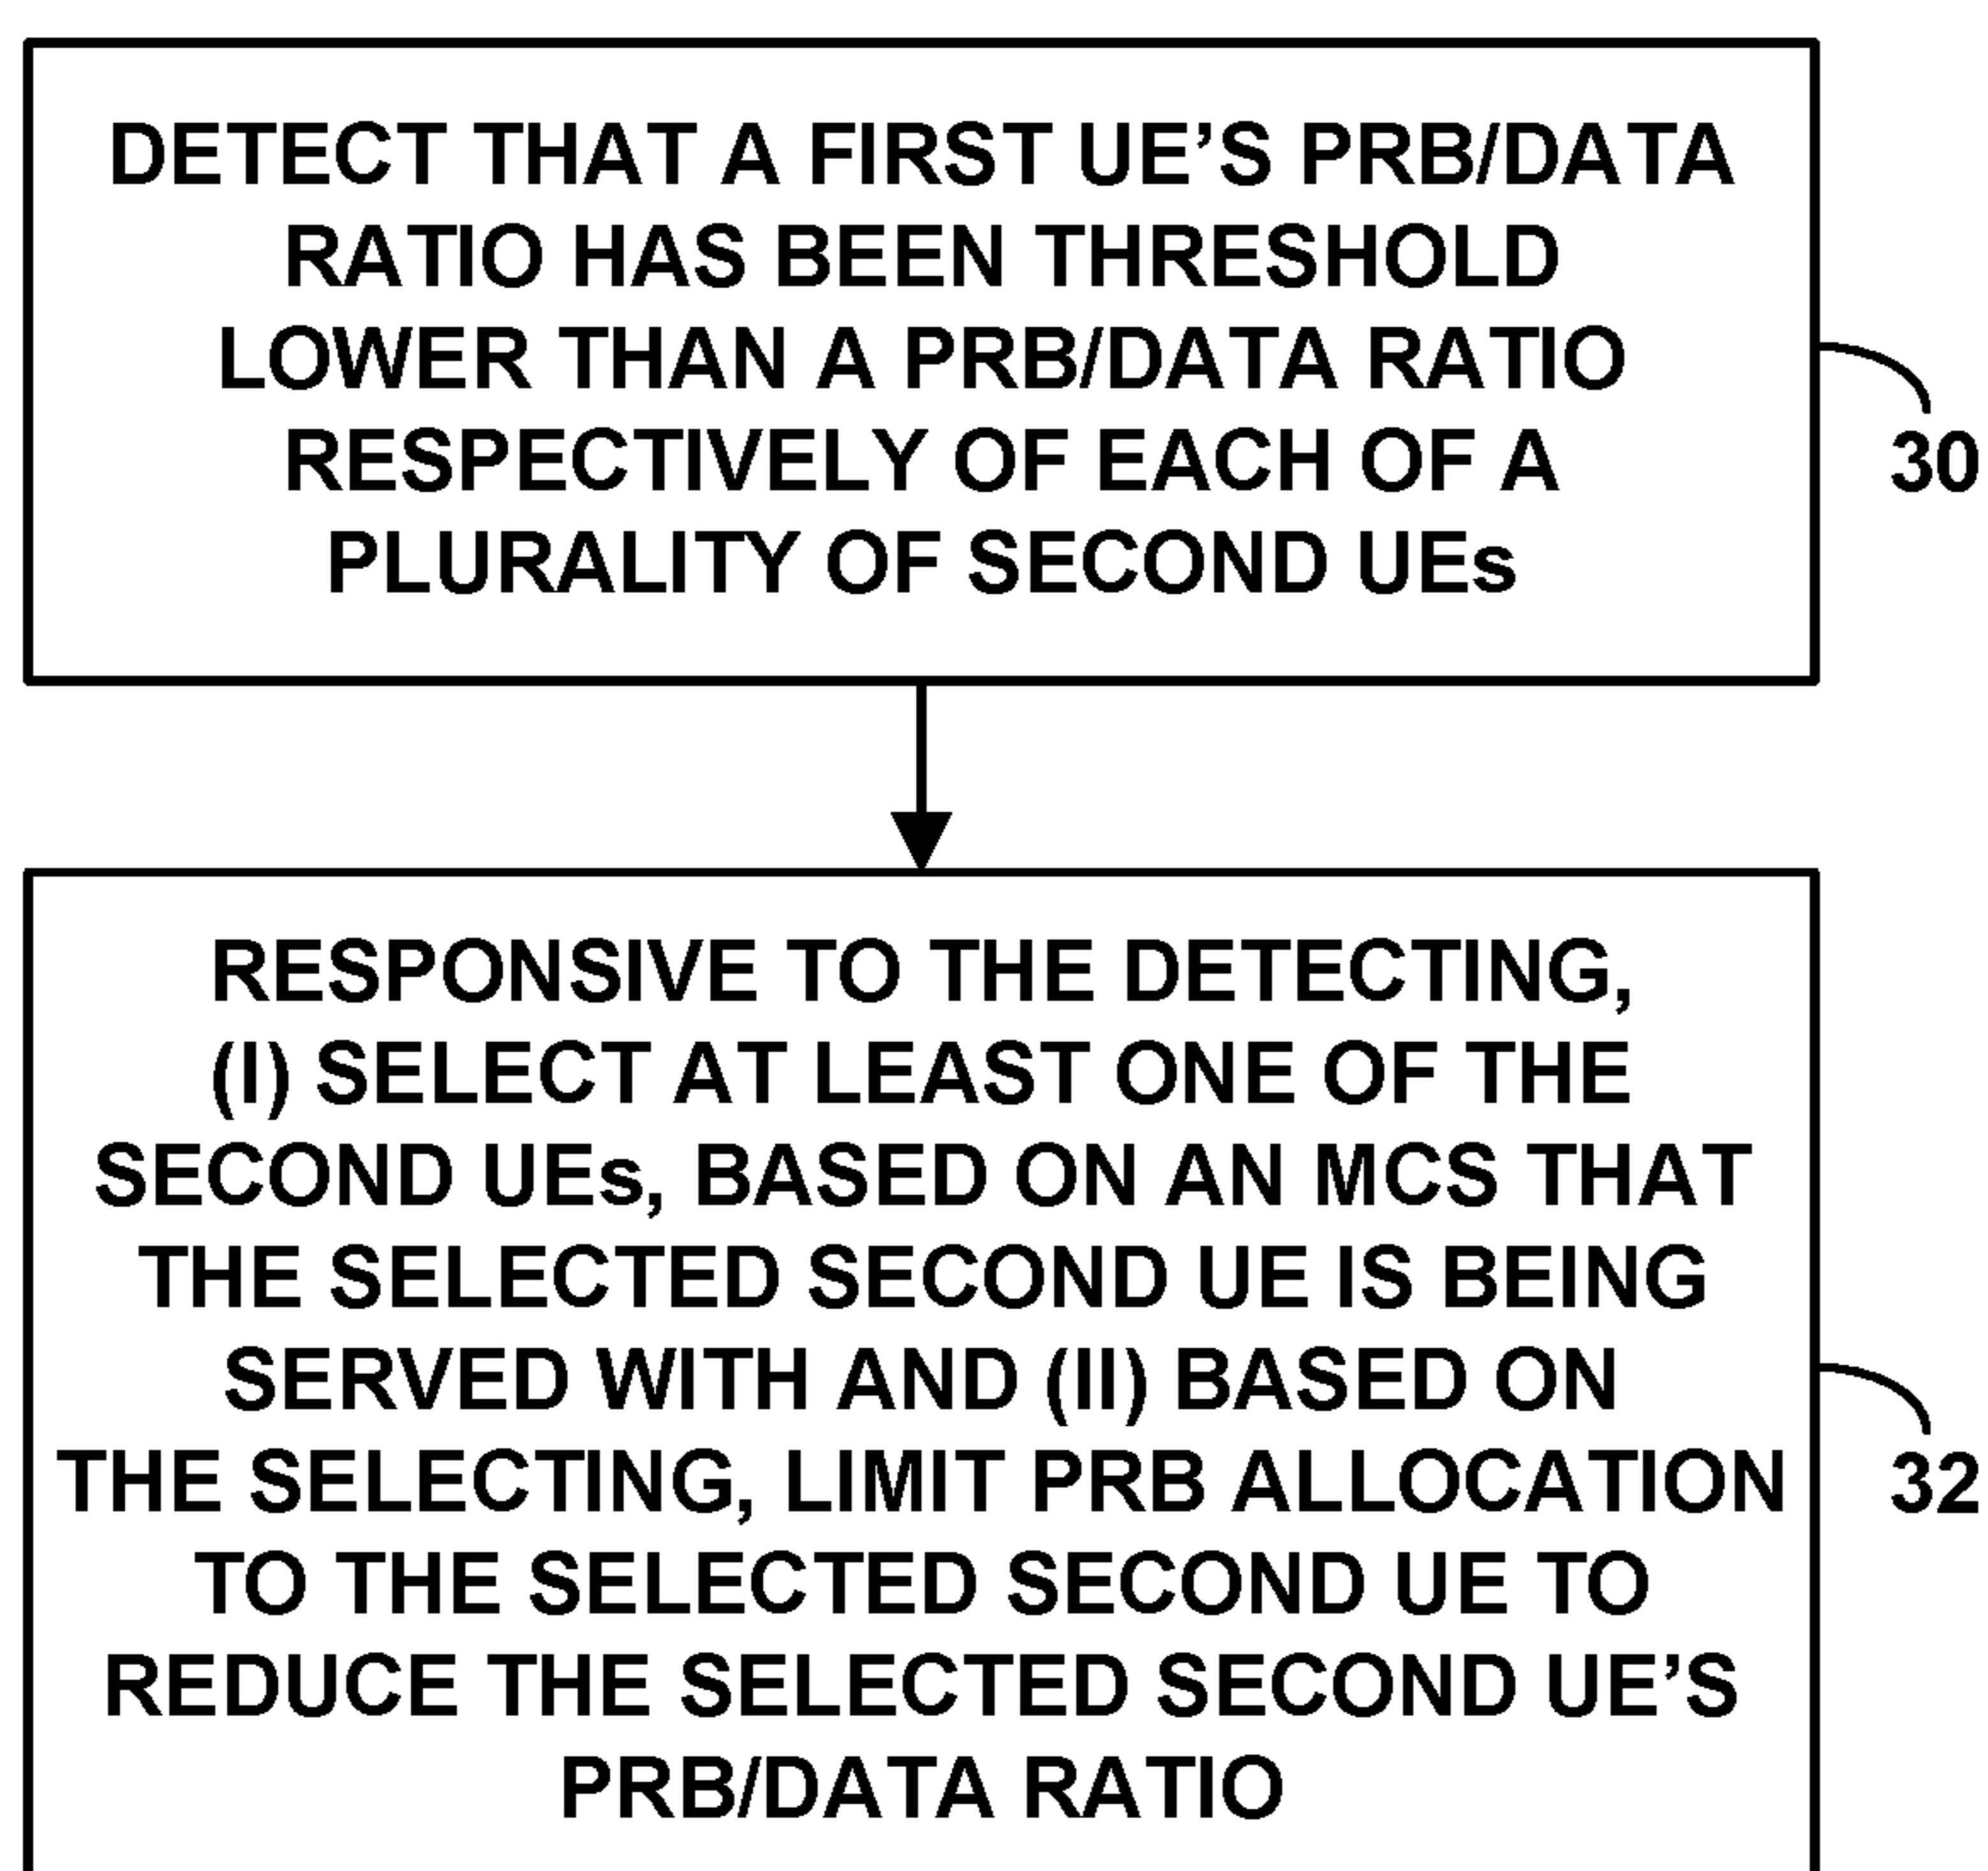 DETECT THAT A FIRST UE’S PRB/DATA
RATIO HAS BEEN THRESHOLD
LOWER THAN A PRB/DATA RATIO
RESPECTIVELY OF EACH OF A
PLURALITY OF SECOND UEs
30
RESPONSIVE TO THE DETECTING,
(I) SELECT AT LEAST ONE OF THE
SECOND UEs, BASED ON AN MCS THAT
THE SELECTED SECOND UE IS BEING
SERVED WITH AND (II) BASED ON
THE SELECTING, LIMIT PRB ALLOCATION
TO THE SELECTED SECOND UE TO
REDUCE THE SELECTED SECOND UE’S
PRB/DATA RATIO
32